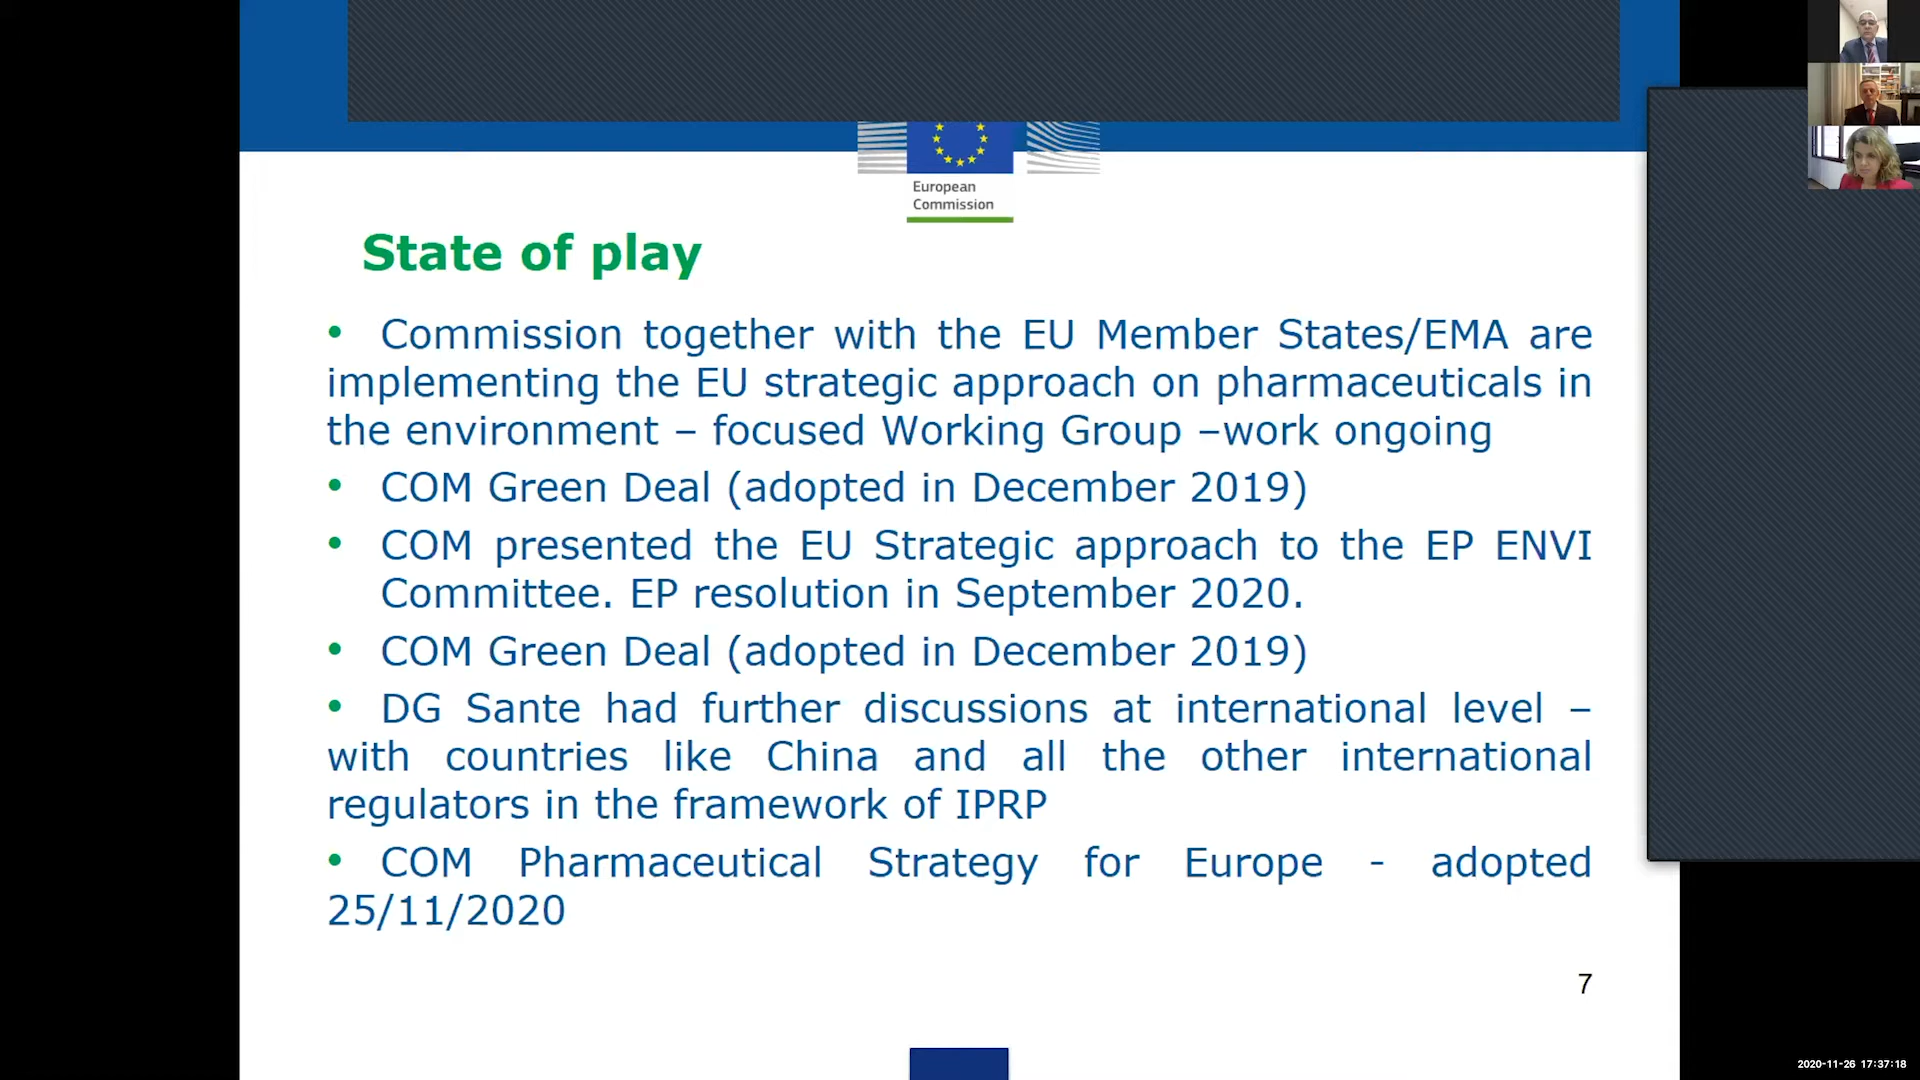 European
Commission
State of play
• Commission together with the EU Member States/EMA are
implementing the EU strategic approach on pharmaceuticals in
the environment – focused Working Group –work ongoing
• COM Green Deal (adopted in December 2019)
• COM presented the EU Strategic approach to the EP ENVI
Committee. EP resolution in September 2020.
• COM Green Deal (adopted in December 2019)
• DG Sante had further discussions at international level –
with countries like China and all the other international
regulators in the framework of IPRP
• COM Pharmaceutical Strategy for Europe - adopted
25/11/2020
7
2020-11-26 17:37:18